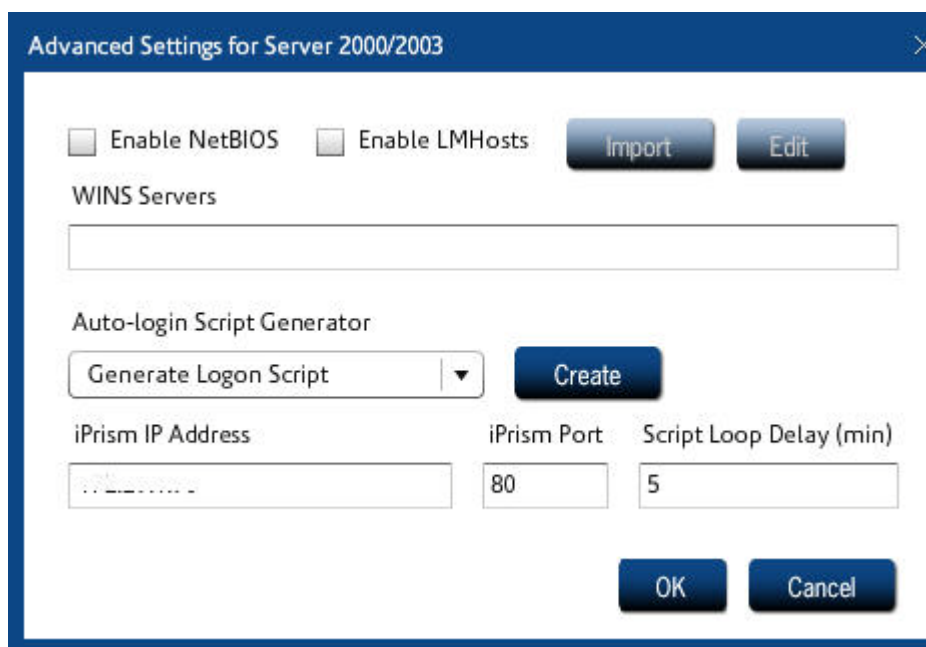 Advanced Settings for Server 2000/2003
Enable NetBIOS Enable LMHosts Import Edit
WINS Servers
Auto-login Script Generator
Generate Logon Script Create
iPrism IP Address iPrism Port Script Loop Delay (min)
80 5
OK Cancel